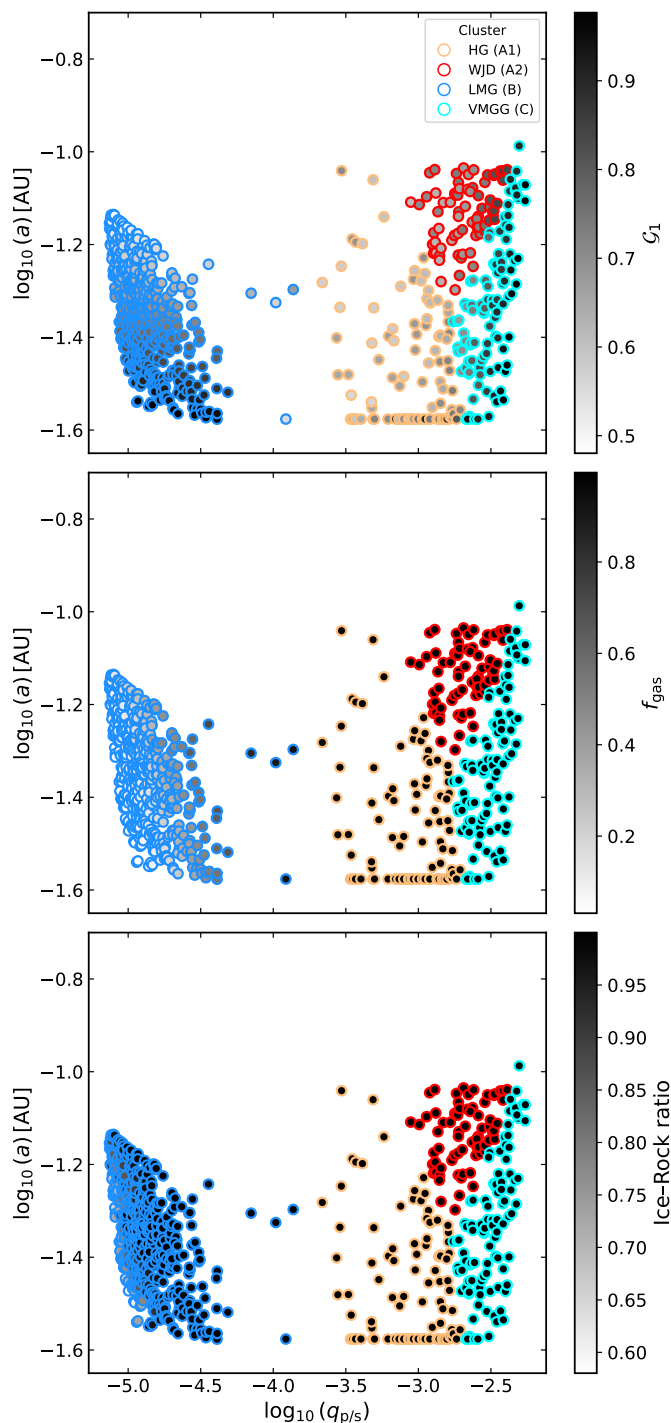 Cluster
HG (A1)
WJD (A2)
LMG (B)
VMGG (C)
−0.8
−1.0
−1.2
−1.4
−1.6
log₁₀ (a) [AU]
0.9
0.8
0.7
0.6
0.5
𝒢₁
−0.8
−1.0
−1.2
−1.4
−1.6
log₁₀ (a) [AU]
0.8
0.6
0.4
0.2
f_gas
−0.8
−1.0
−1.2
−1.4
−1.6
log₁₀ (a) [AU]
0.95
0.90
0.85
0.80
0.75
0.70
0.65
0.60
Ice–Rock ratio
−5.0 −4.5 −4.0 −3.5 −3.0 −2.5
log₁₀ (q_p/s)